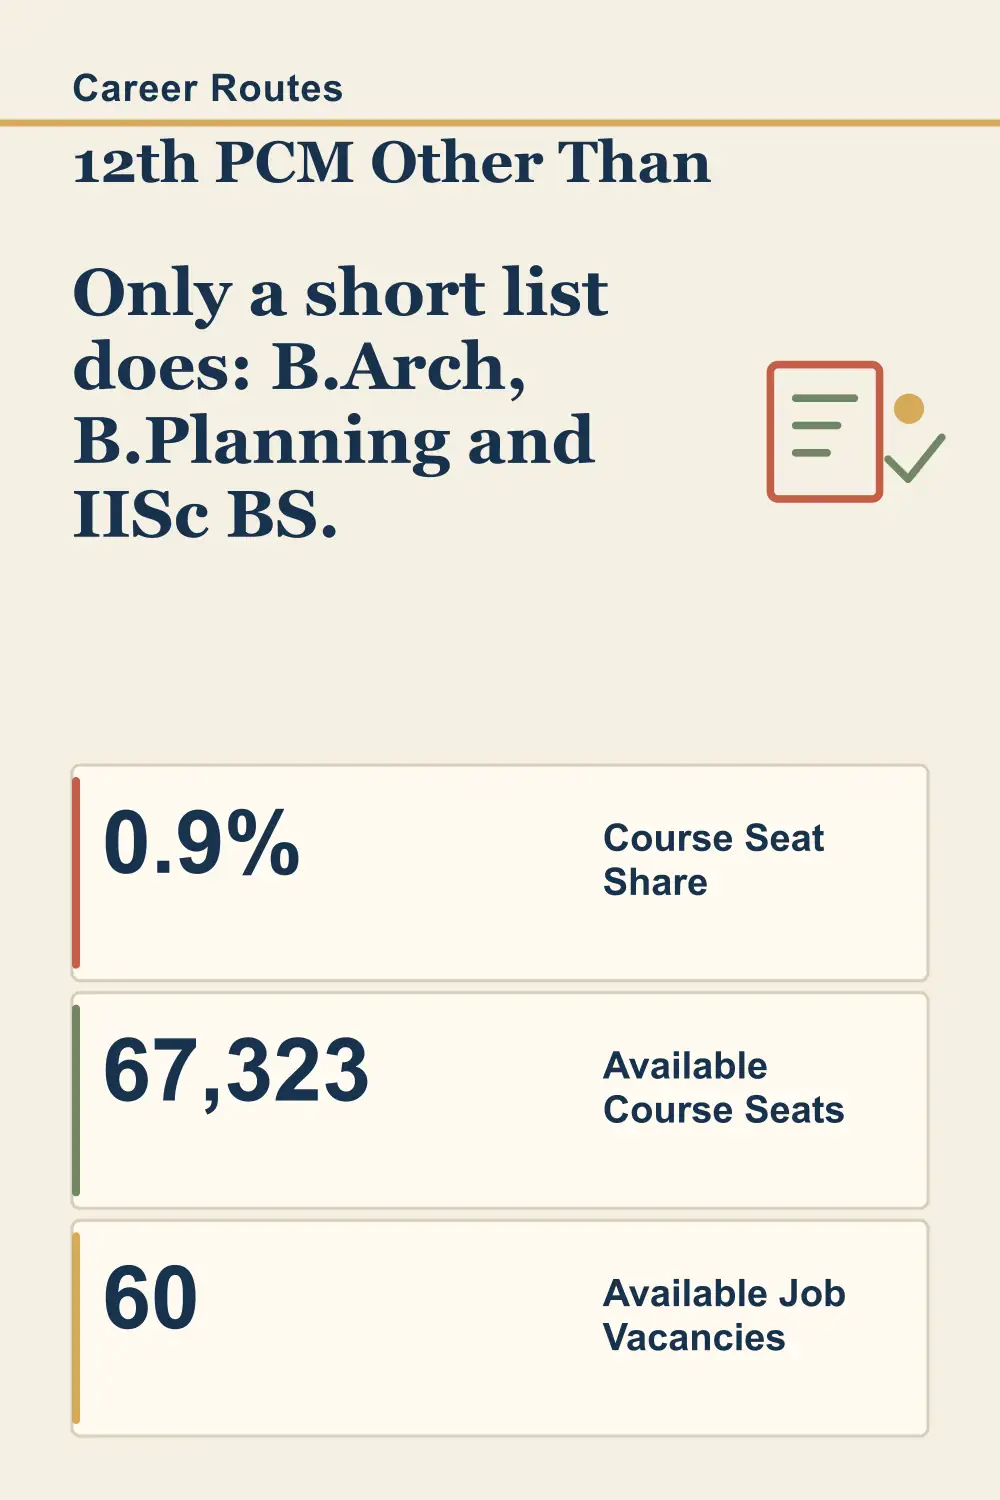 Career Routes
12th PCM Other Than
Only a short list
does: B.Arch,
B.Planning and
IISc BS.
0.9%
Course Seat
Share
67,323
Available
Course Seats
60
Available Job
Vacancies